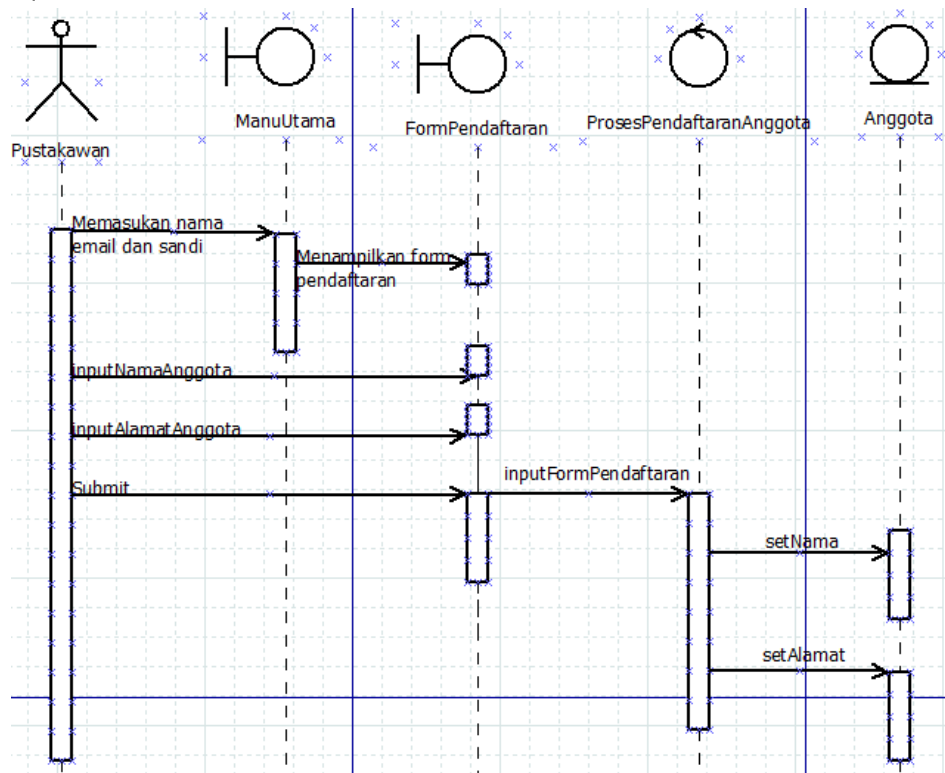 ManuUtama
FormPendaftaran
ProsesPendaftaranAnggota
Anggota
Pustakawan
Memasukan nama
email dan sandi
Menampilkan form
pendaftaran
inputNamaAnggota
inputAlamatAnggota
Submit
inputFormPendaftaran
setNama
setAlamat